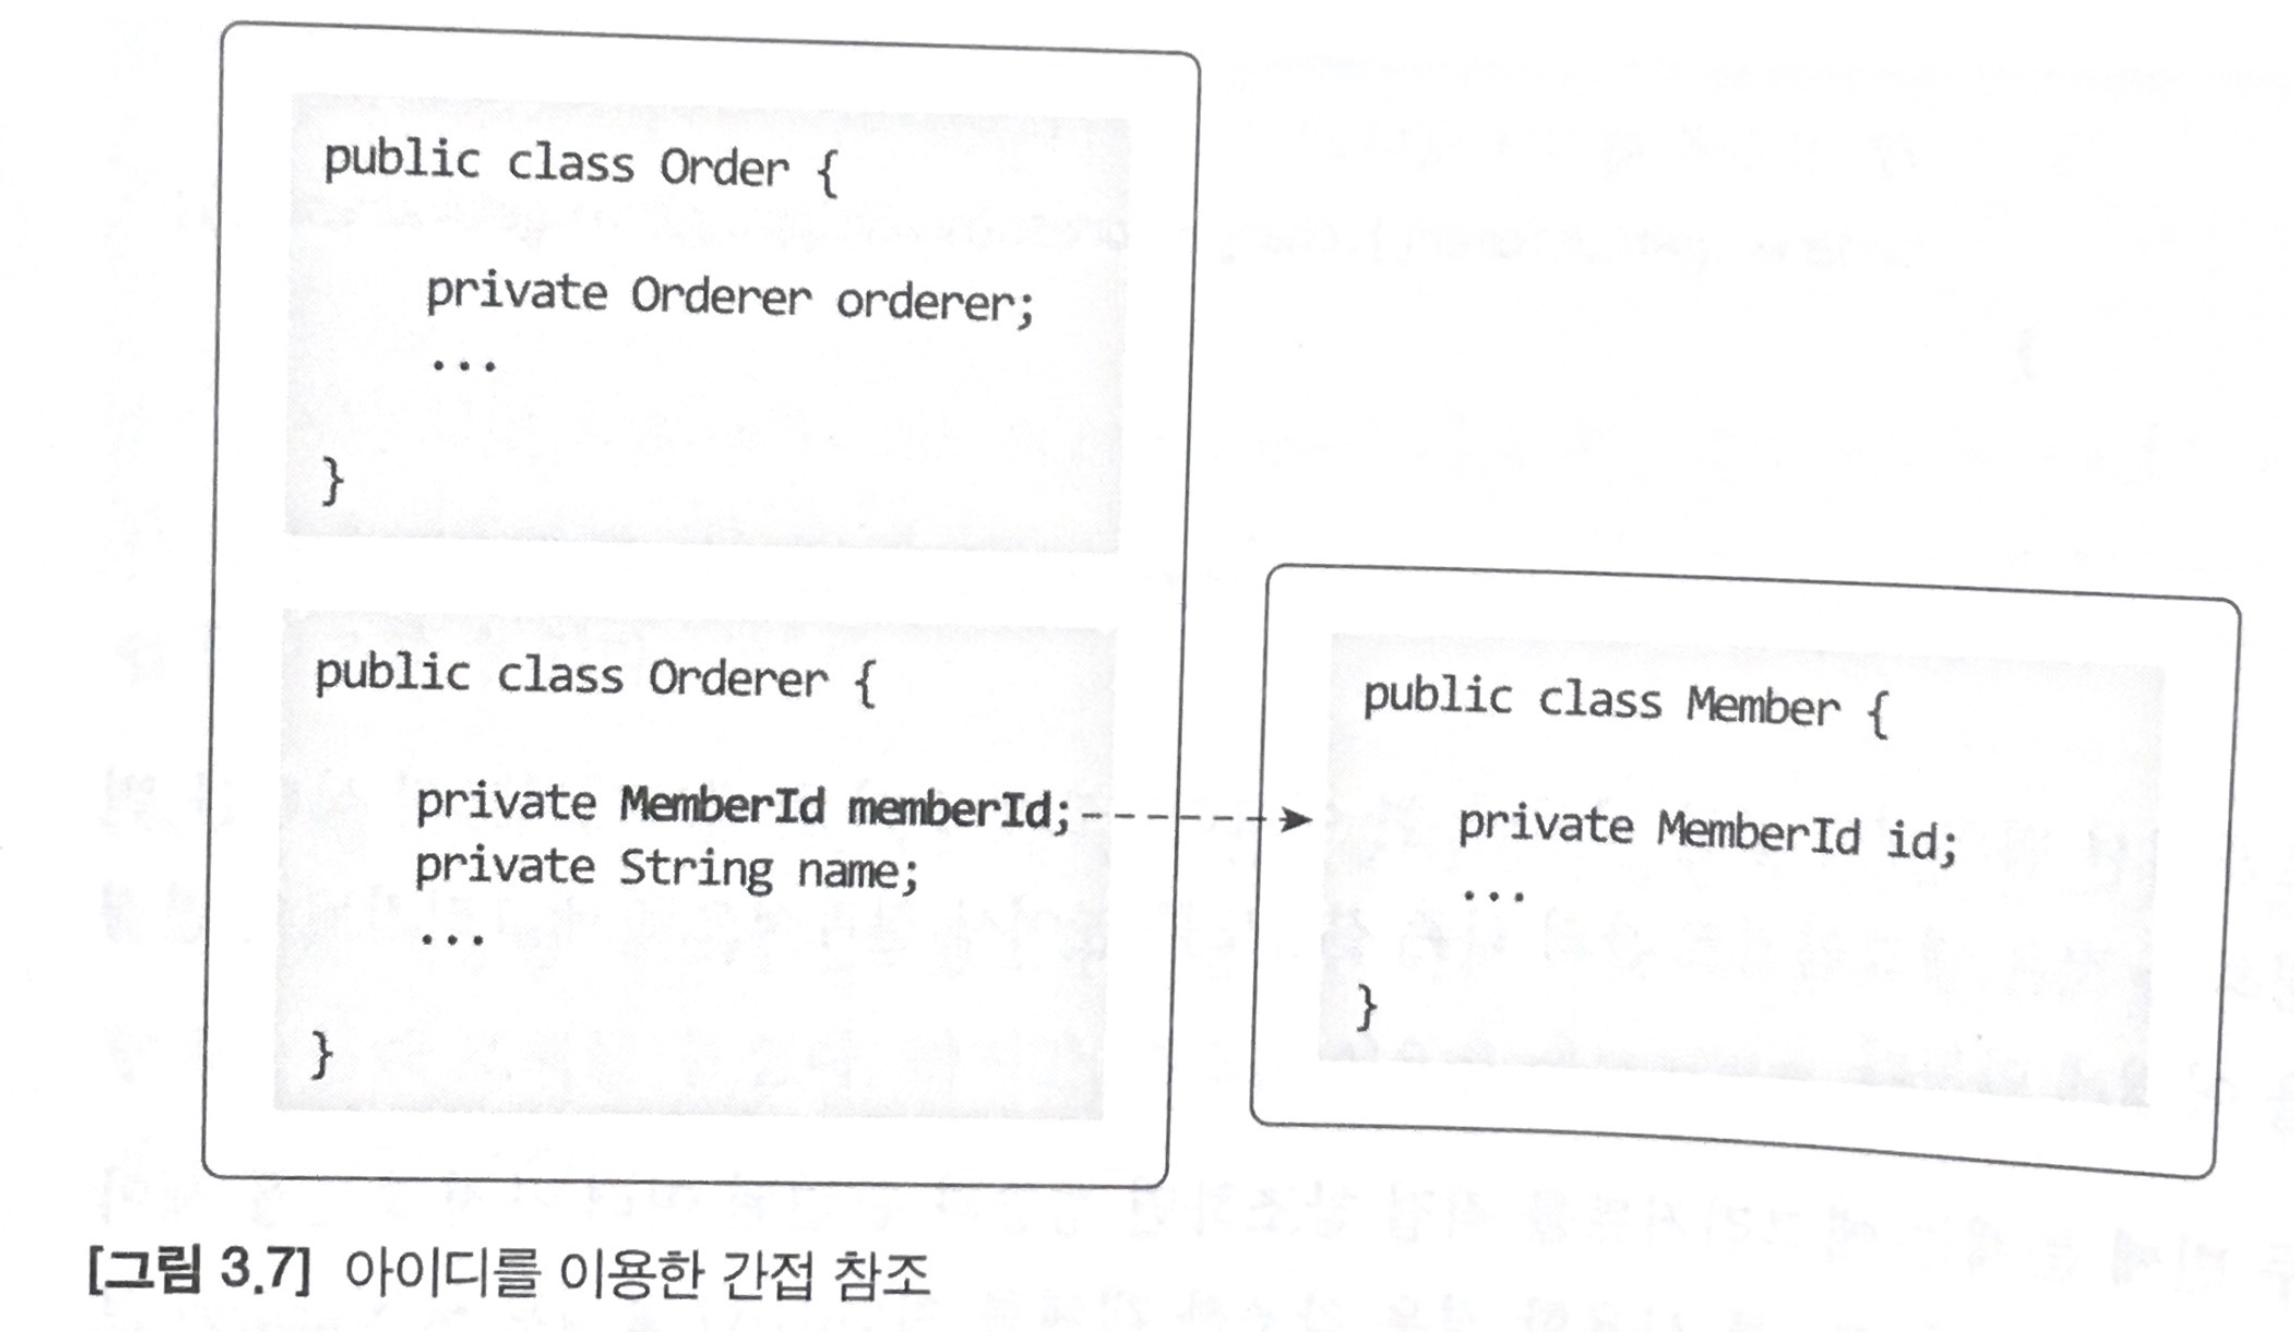 public class Order {
private Orderer orderer;
...
}
public class Orderer {
private MemberId memberId;
private String name;
...
}
public class Member {
private MemberId id;
...
}
[그림 3.7] 아이디를 이용한 간접 참조